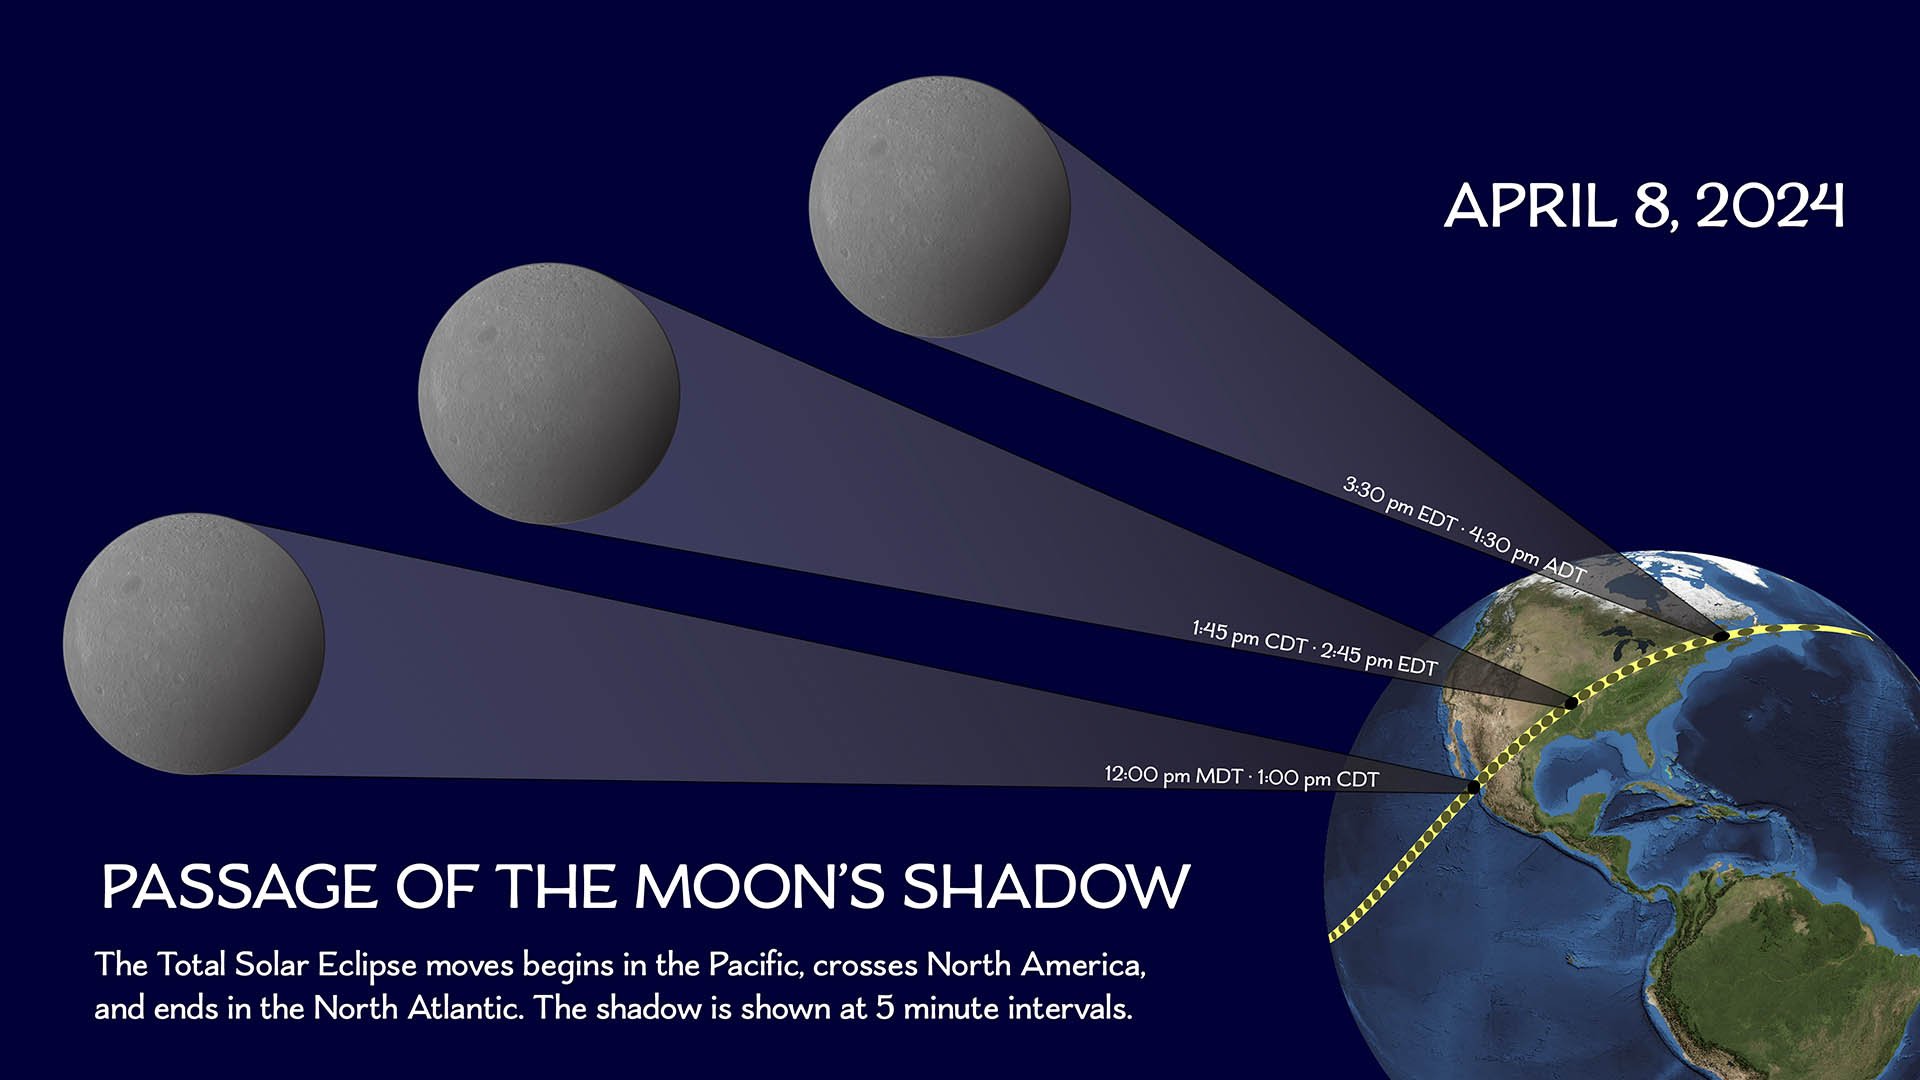 APRIL 8, 2024
3:30 pm EDT · 4:30 pm ADT
1:45 pm CDT · 2:45 pm EDT
12:00 pm MDT · 1:00 pm CDT
PASSAGE OF THE MOON'S SHADOW
The Total Solar Eclipse moves begins in the Pacific, crosses North America,
and ends in the North Atlantic. The shadow is shown at 5 minute intervals.